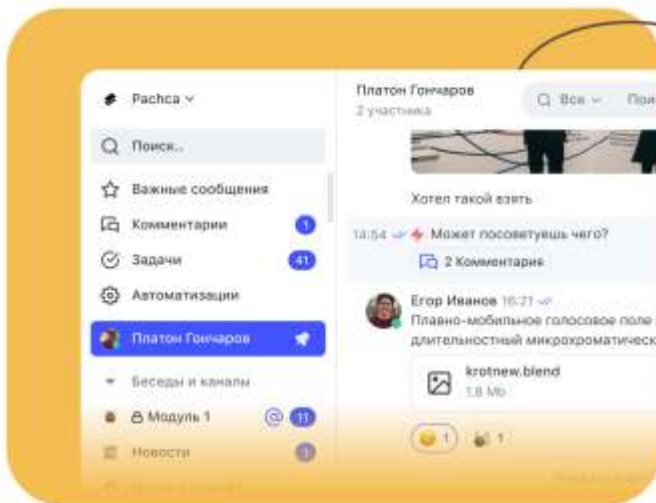 Pachca
Поиск..
Важные сообщения
Комментарии 1
Задачи 41
Автоматизации
Платон Гончаров
Беседы и каналы
Модуль 1 @ 11
Новости 1
Платон Гончаров
2 участника
Все
Хотел такой взять
14:54 Может посоветуешь чего?
2 Комментария
Егор Иванов 16:21
Плавно-мобильное голосовое поле
длительностный
krotnew.blend
1.8 Mb
1 1